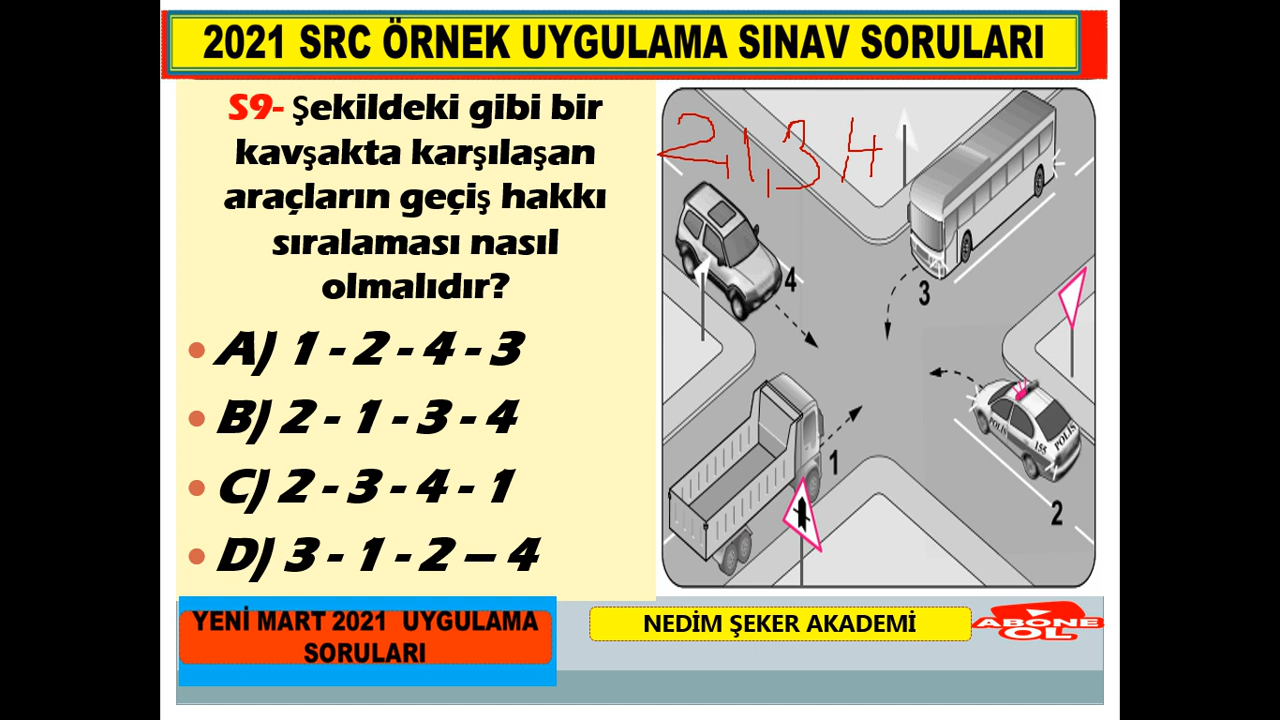 2021 SRC ÖRNEK UYGULAMA SINAV SORULARI
S9- Şekildeki gibi bir
kavşakta karşılaşan
araçların geçiş hakkı
sıralaması nasıl
olmalıdır?
A) 1 - 2 - 4 - 3
B) 2 - 1 - 3 - 4
C) 2 - 3 - 4 - 1
D) 3 - 1 - 2 – 4
2,1,3 4
4
3
POLİS
155 POLİS
1
2
YENİ MART 2021 UYGULAMA
SORULARI
NEDİM ŞEKER AKADEMİ
ABONE
OL